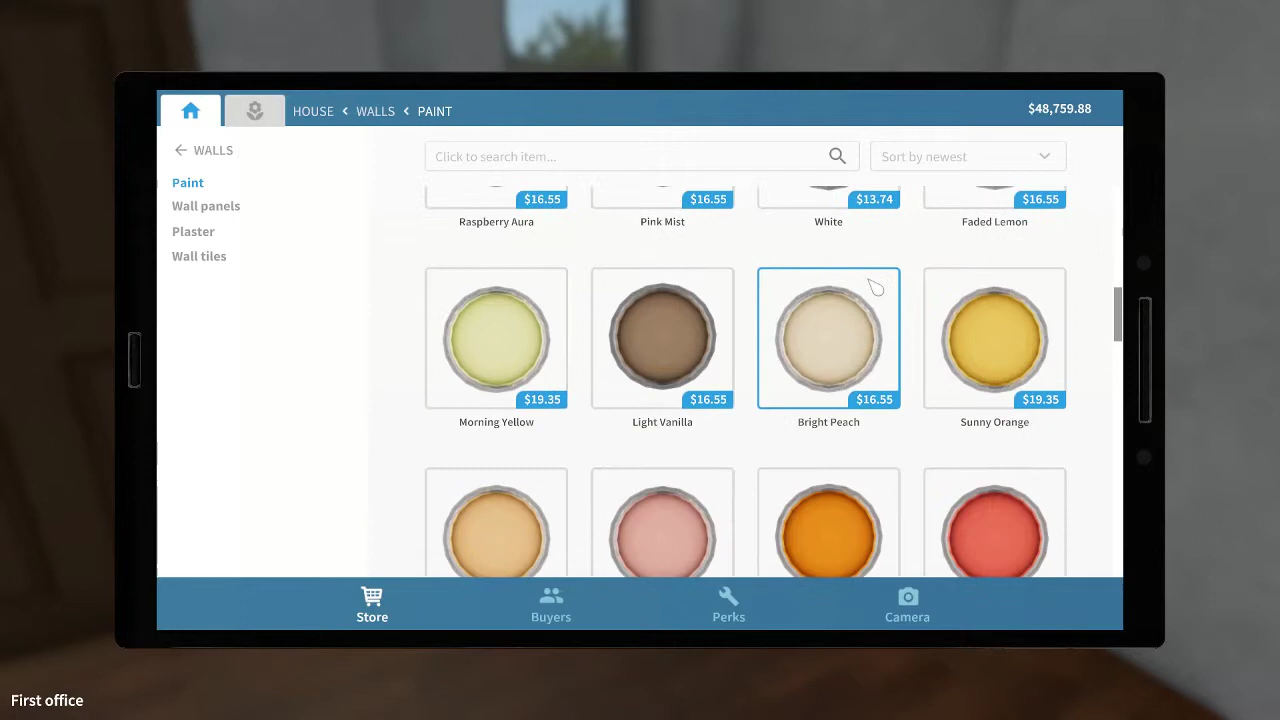 HOUSE < WALLS < PAINT
$48,759.88
WALLS
Click to search item...
Sort by newest
Paint
Wall panels
Plaster
Wall tiles
$16.55
$16.55
$13.74
$16.55
Raspberry Aura
Pink Mist
White
Faded Lemon
$19.35
$16.55
$16.55
$19.35
Morning Yellow
Light Vanilla
Bright Peach
Sunny Orange
Store
Buyers
Perks
Camera
First office